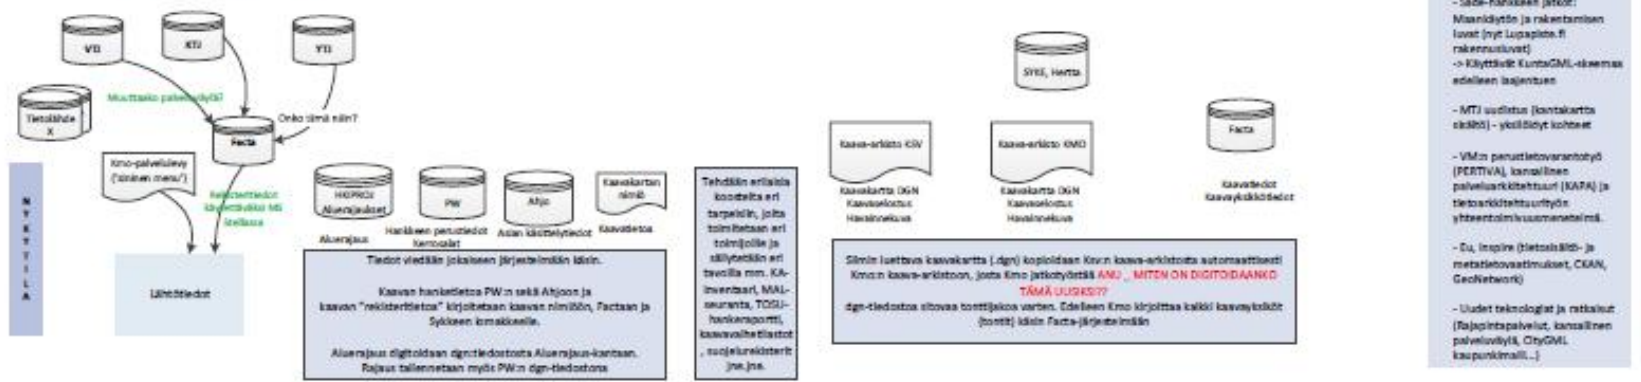 VTJ
KTJ
YTJ
Tietolähde
X
Muuttaako palveluväylä?
Onko tämä näin?
Facta
Kmo-palvelulevy
('sininen menu')
Rekisteritiedot
käytettäväksi MS
N
Y
K
T
I
L
A
Lähtötiedot
HKIPROJ
Aluerajaukset
Aluerajaus
PW
Hankkeen perustiedot
Kerrosalat
Ahjo
Asian käsittelytiedot
Kaavakartan
nimiö
Kaavatietoa
Tiedot viedään jokaiseen järjestelmään käsin.
Kaavan hanketietoa PW:n sekä Ahjoon ja
kaavan "rekisteritietoa" kirjoitetaan kaavan nimiöön, Factaan ja
Sykkeen lomakkeelle.
Aluerajaus digitoidaan dgn:tiedostosta Aluerajaus-kantaan.
Rajaus tallennetaan myös PW:n dgn-tiedostona
Tehdään erilaisia
koosteita eri
tarpeisiin, joita
toimitetaan eri
toimijoille ja
säilytetään eri
tavoilla mm. KA-
inventaari, MAL-
seuranta, TOSU-
hankeraportti,
kaavavaihetilastot
, suojelurekisterit
jne.jne.
SYKE, Hertta
Kaava-arkisto KSV
Kaavakartta DGN
Kaavaselostus
Havainnekuva
Kaava-arkisto KMO
Kaavakartta DGN
Kaavaselostus
Havainnekuva
Facta
Kaavatiedot
Kaavayksikkötiedot
Silmin luettava kaavakartta (.dgn) kopioidaan Ksv:n kaava-arkistosta automaattisesti
Kmo:n kaava-arkistoon, josta Kmo jatkotyöstää ANU _ MITEN ON DIGITOIDAANKO
TÄMÄ UUSIKSI??
dgn-tiedostoa sitovaa tonttijakoa varten. Edelleen Kmo kirjoittaa kaikki kaavayksiköt
(tontit) käsin Facta-järjestelmään
- Sade-hankkeen jatkot:
Maankäytön ja rakentamisen
luvat (nyt Lupapiste.fi
rakennusluvat)
-> Käyttävät KuntaGML-skeemaa
edelleen laajentuen
- MTJ uudistus (kantakartta
sisältö) - yksilöidyt kohteet
- VM:n perustietovarantotyö
(PERTIVA), kansallinen
palveluarkkitehtuuri (KAPA) ja
tietoarkkitehtuurityön
yhteentoimivuusmenetelmä.
- Eu, Inspire (tietosisältö- ja
metatietovaatimukset, CKAN,
GeoNetwork)
- Uudet teknologiat ja ratkaisut
(Rajapintapalvelut, kansallinen
palveluväylä, CityGML
kaupunkimalli...)